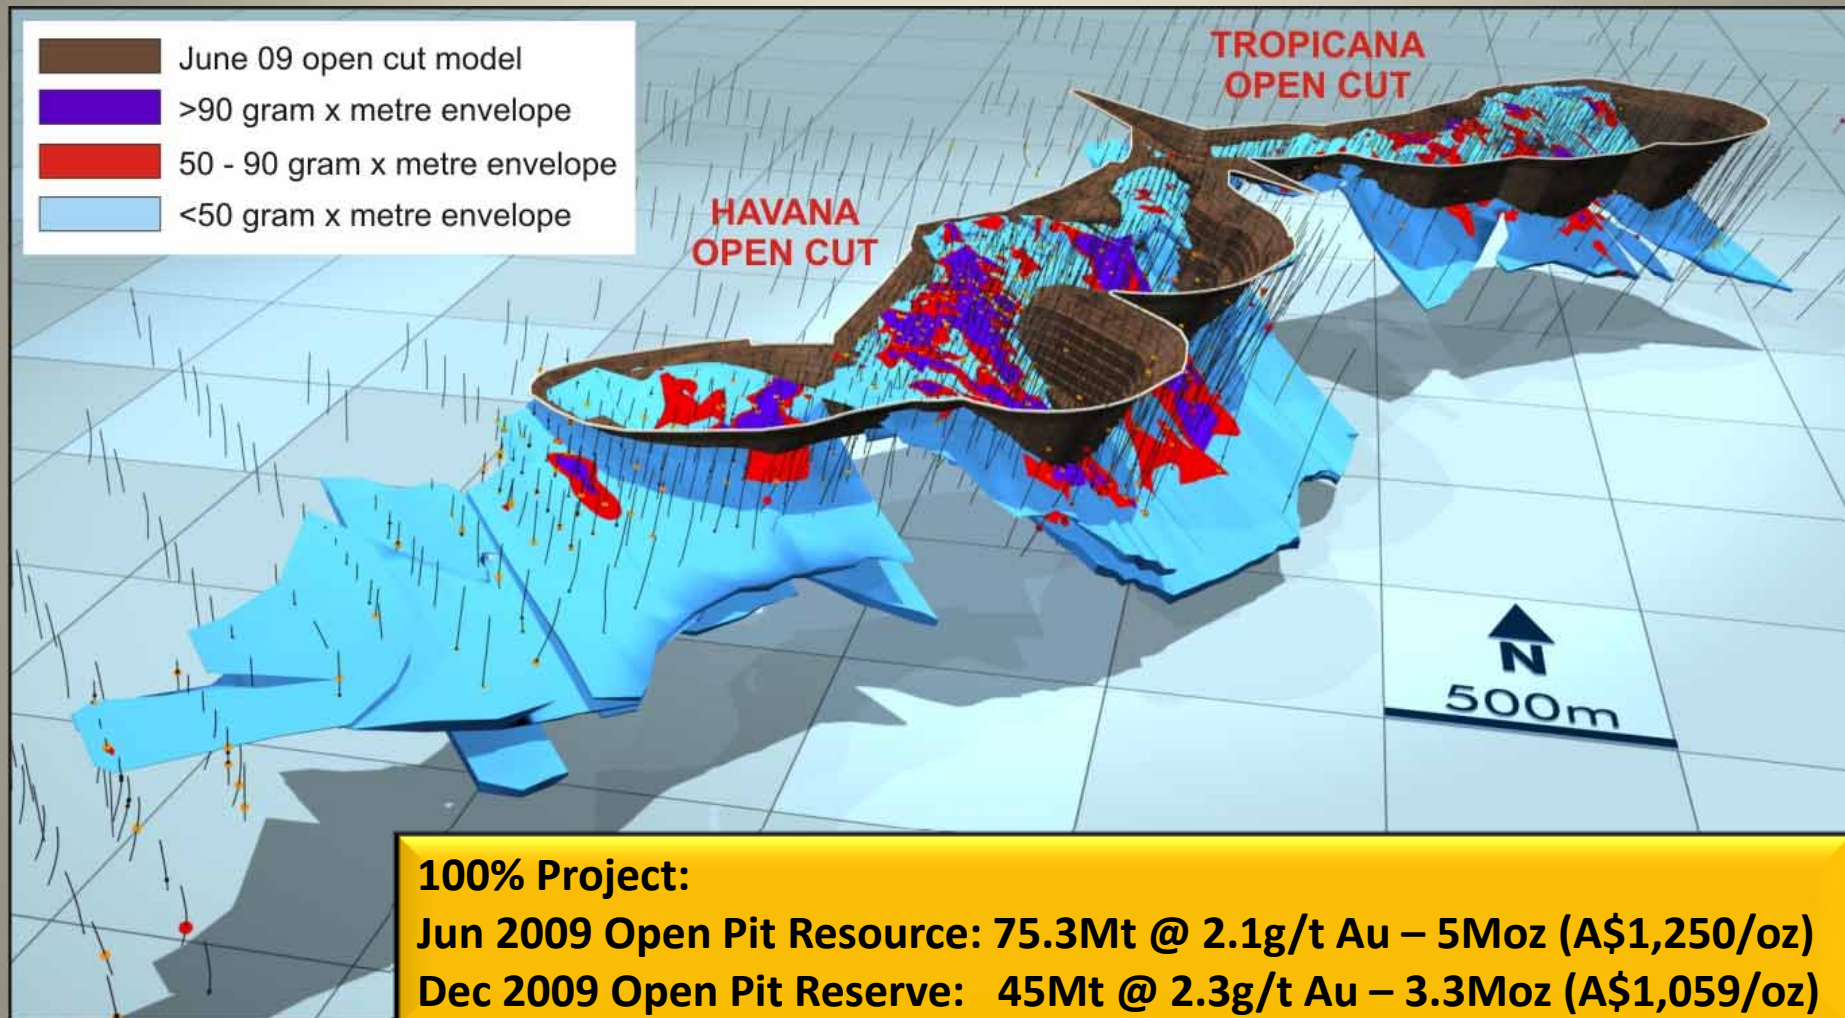 June 09 open cut model
>90 gram x metre envelope
50 - 90 gram x metre envelope
<50 gram x metre envelope
TROPICANA
OPEN CUT
HAVANA
OPEN CUT
N
500m
100% Project:
Jun 2009 Open Pit Resource: 75.3Mt @ 2.1g/t Au – 5Moz (A$1,250/oz)
Dec 2009 Open Pit Reserve: 45Mt @ 2.3g/t Au – 3.3Moz (A$1,059/oz)